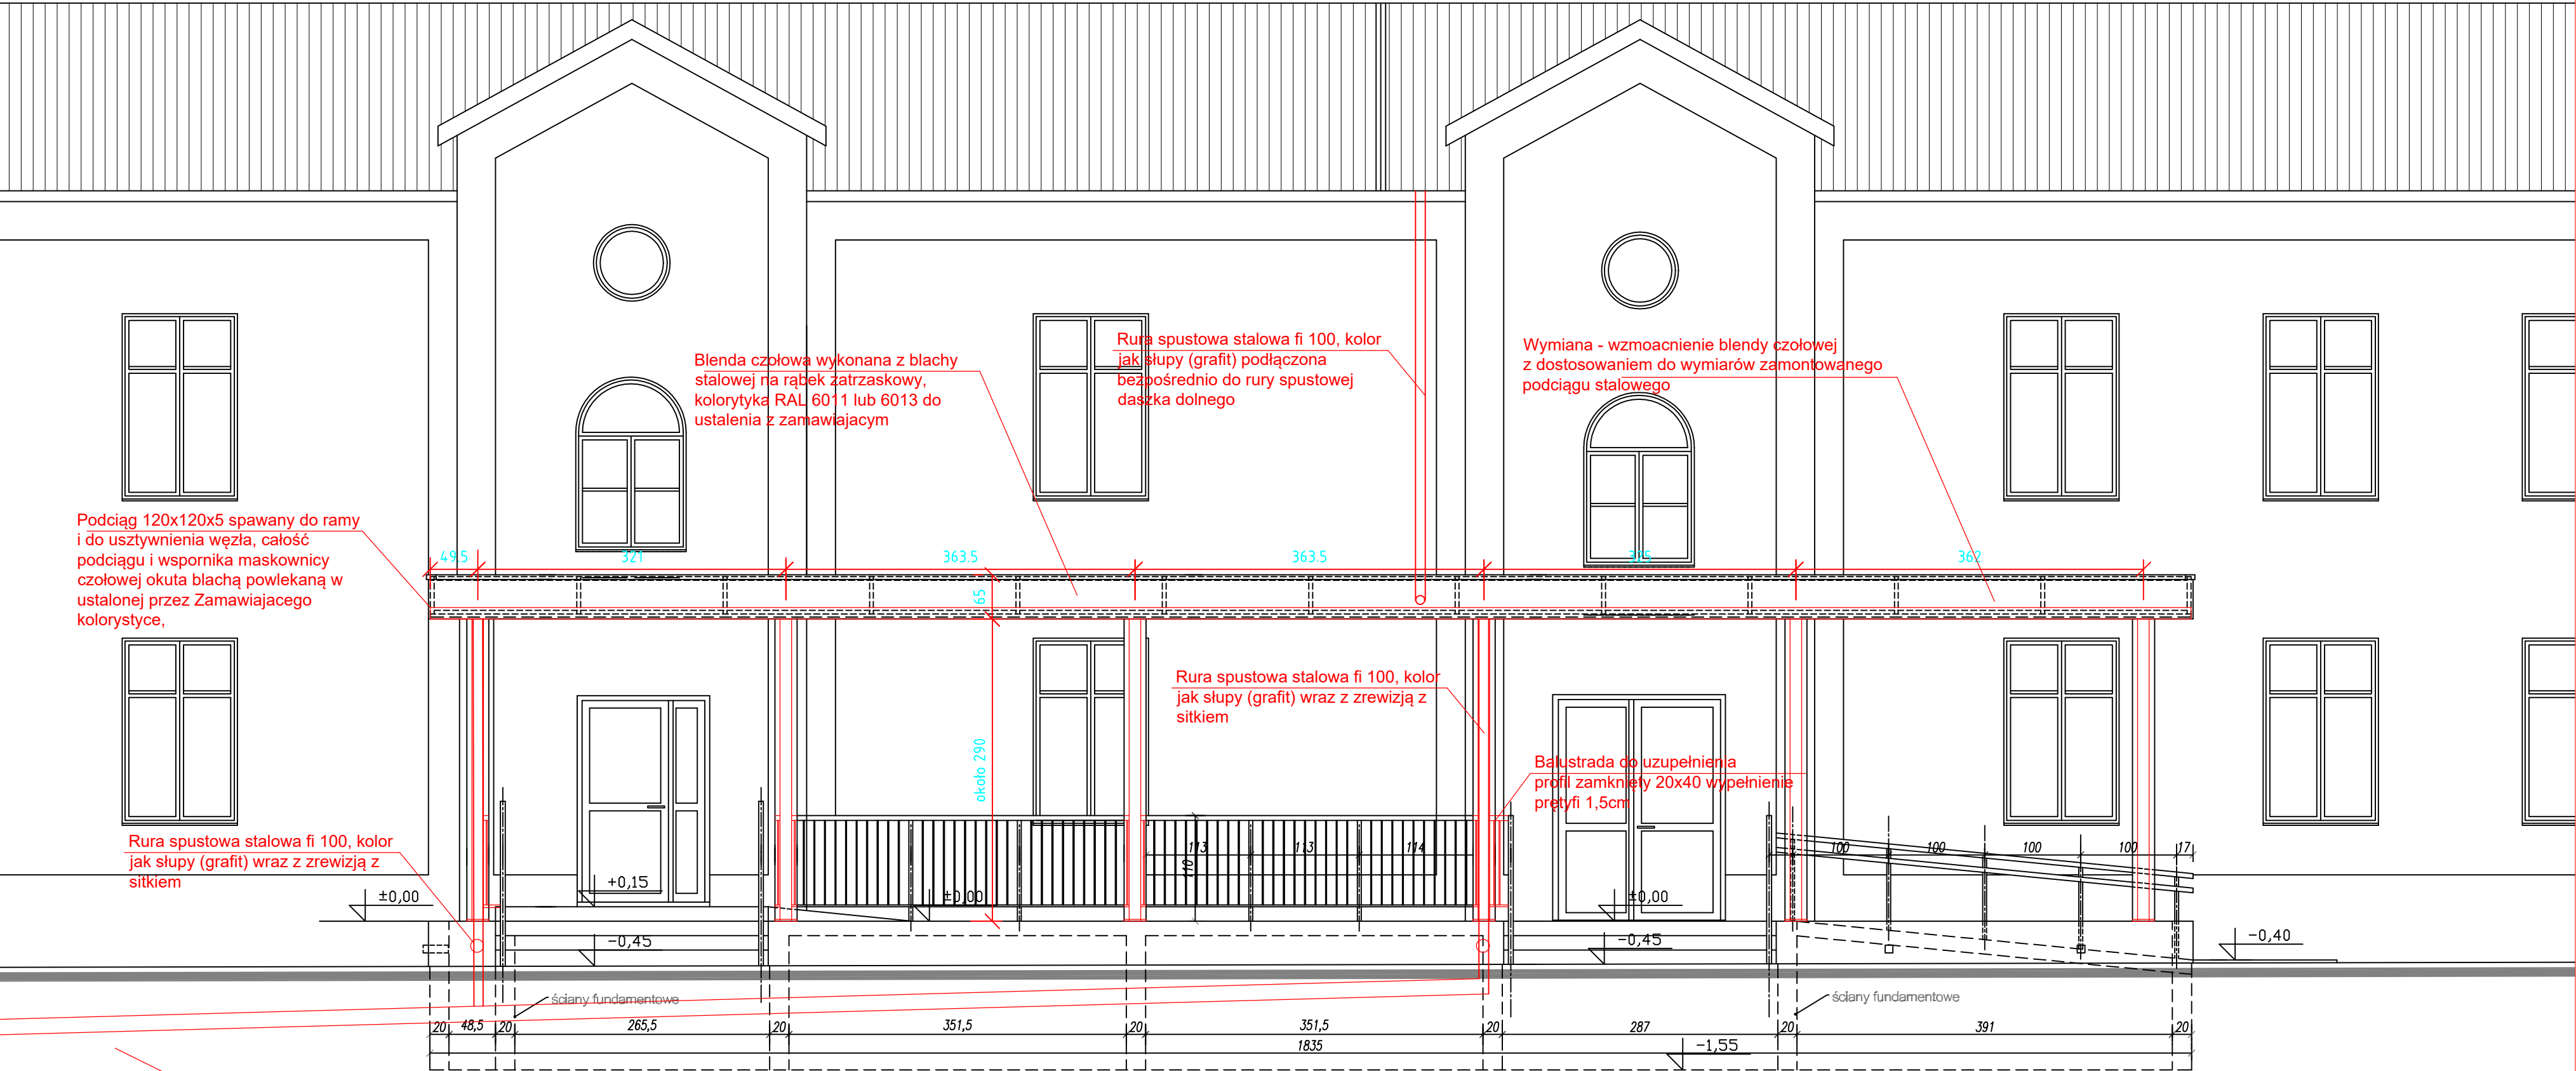 Blenda czołowa wykonana z blachy
stalowej na rąbek zatrzaskowy,
kolorytyka RAL 6011 lub 6013 do
ustalenia z zamawiajacym
Rura spustowa stalowa fi 100, kolor
jak słupy (grafit) podłączona
bezpośrednio do rury spustowej
daszka dolnego
Wymiana - wzmoacnienie blendy czołowej
z dostosowaniem do wymiarów zamontowanego
podciągu stalowego
Podciąg 120x120x5 spawany do ramy
i do usztywnienia węzła, całość
podciągu i wspornika maskownicy
czołowej okuta blachą powlekaną w
ustalonej przez Zamawiajacego
kolorystyce,
49.5 321 363.5 363.5 325 362
65
około 290
Rura spustowa stalowa fi 100, kolor
jak słupy (grafit) wraz z zrewizją z
sitkiem
Balustrada do uzupełnienia
profil zamknięty 20x40 wypełnienie
prętyfi 1,5cm
Rura spustowa stalowa fi 100, kolor
jak słupy (grafit) wraz z zrewizją z
sitkiem
113 113 114 100 100 100 100 17
110
±0,00 +0,15 ±0,00 ±0,00
-0,45 -0,45 -0,40
ściany fundamentowe ściany fundamentowe
20 48,5 20 265,5 20 351,5 20 351,5 20 287 20 391 20
1835
-1,55